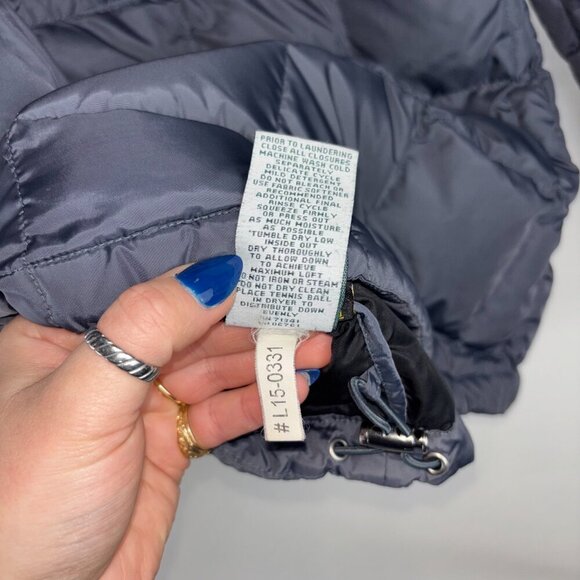 PRIOR TO LAUNDERING
CLOSE ALL CLOSURES
MACHINE WASH COLD
SEPARATELY
DELICATE CYCLE
MILD DETERGENT
DO NOT BLEACH OR
USE FABRIC SOFTENER
ADDITIONAL FINAL
RINSE CYCLE
SQUEEZE FIRMLY
OR PRESS OUT
AS MUCH MOISTURE
AS POSSIBLE
TUMBLE DRY LOW
INSIDE OUT
DRY THOROUGHLY
TO ALLOW DOWN
TO ACHIEVE
MAXIMUM LOFT
DO NOT IRON OR STEAM
DO NOT DRY CLEAN
PLACE TENNIS BALL
IN DRYER TO
DISTRIBUTE DOWN
EVENLY
# L15-0331